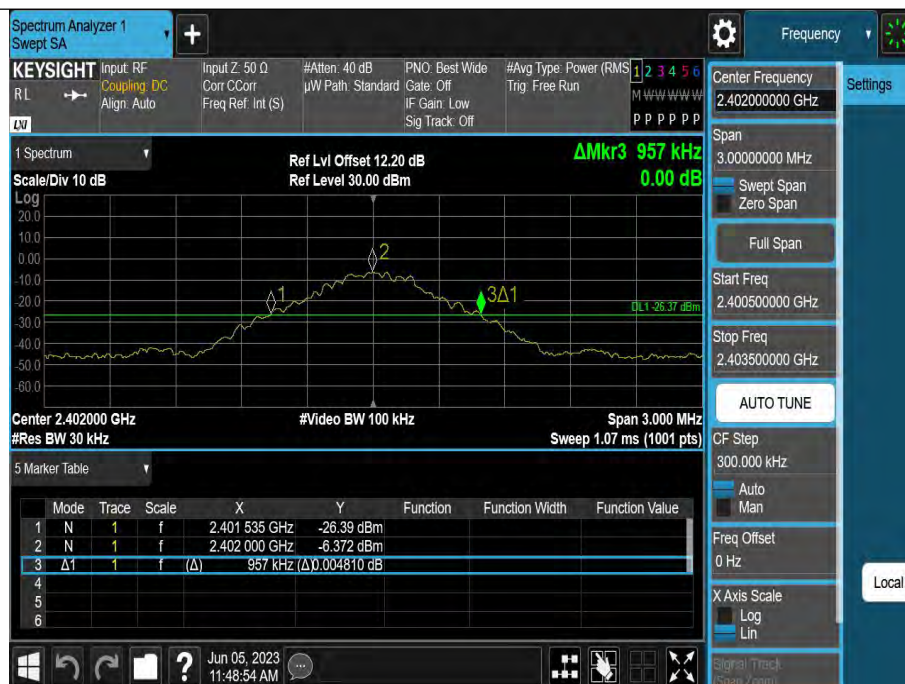 Spectrum Analyzer 1
Swept SA
+
Frequency
KEYSIGHT
RL
LXI
Input: RF
Coupling: DC
Align: Auto
Input Z: 50 Ω
Corr CCorr
Freq Ref: Int (S)
#Atten: 40 dB
µW Path: Standard
PNO: Best Wide
Gate: Off
IF Gain: Low
Sig Track: Off
#Avg Type: Power (RMS
Trig: Free Run
1 2 3 4 5 6
M W W W W W
P P P P P P
1 Spectrum
Scale/Div 10 dB
Ref Lvl Offset 12.20 dB
Ref Level 30.00 dBm
ΔMkr3 957 kHz
0.00 dB
Log
20.0
10.0
0.00
-10.0
-20.0
-30.0
-40.0
-50.0
-60.0
1
2
3Δ1
DL1 -26.37 dBm
Center 2.402000 GHz
#Res BW 30 kHz
#Video BW 100 kHz
Span 3.000 MHz
Sweep 1.07 ms (1001 pts)
5 Marker Table
Mode Trace Scale X Y Function Function Width Function Value
1 N 1 f 2.401 535 GHz -26.39 dBm
2 N 1 f 2.402 000 GHz -6.372 dBm
3 Δ1 1 f (Δ) 957 kHz (Δ)0.004810 dB
4
5
6
Jun 05, 2023
11:48:54 AM
?
Center Frequency
2.402000000 GHz
Settings
Span
3.00000000 MHz
Swept Span
Zero Span
Full Span
Start Freq
2.400500000 GHz
Stop Freq
2.403500000 GHz
AUTO TUNE
CF Step
300.000 kHz
Auto
Man
Freq Offset
0 Hz
X Axis Scale
Log
Lin
Signal Track
(Span Zoom)
Local